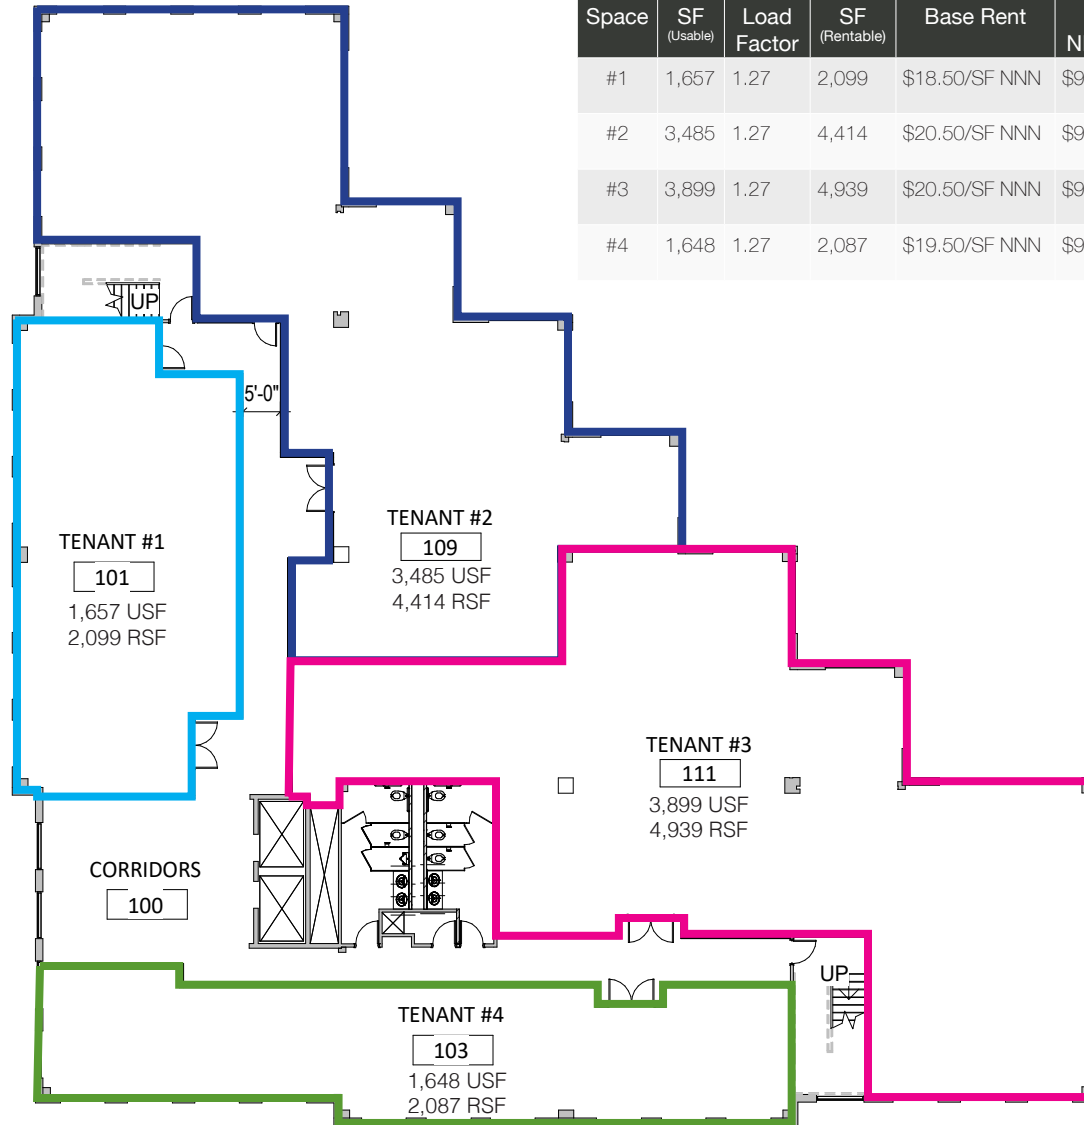 Space SF (Usable) Load Factor SF (Rentable) Base Rent
#1 1,657 1.27 2,099 $18.50/SF NNN $9
#2 3,485 1.27 4,414 $20.50/SF NNN $9
#3 3,899 1.27 4,939 $20.50/SF NNN $9
#4 1,648 1.27 2,087 $19.50/SF NNN $9
UP
5'-0"
TENANT #2
109
3,485 USF
4,414 RSF
TENANT #1
101
1,657 USF
2,099 RSF
TENANT #3
111
3,899 USF
4,939 RSF
CORRIDORS
100
UP
TENANT #4
103
1,648 USF
2,087 RSF